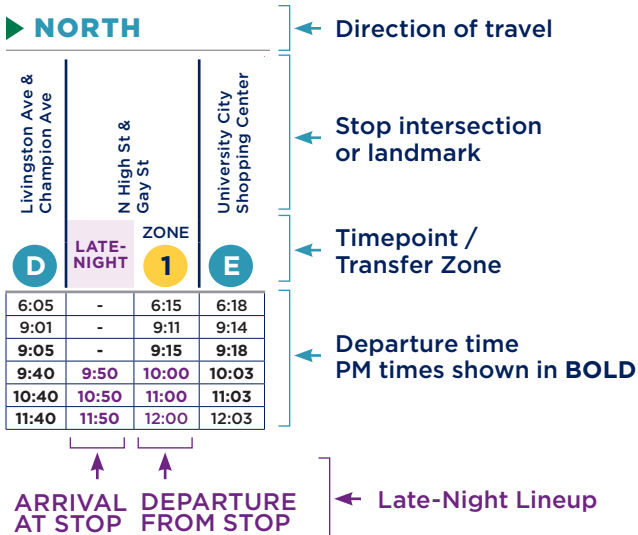 NORTH
Direction of travel
Livingston Ave &
Champion Ave
N High St &
Gay St
University City
Shopping Center
Stop intersection
or landmark
D
LATE-
NIGHT
ZONE
1
E
Timepoint /
Transfer Zone
6:05 - 6:15 6:18
9:01 - 9:11 9:14
9:05 - 9:15 9:18
9:40 9:50 10:00 10:03
10:40 10:50 11:00 11:03
11:40 11:50 12:00 12:03
Departure time
PM times shown in BOLD
ARRIVAL
AT STOP
DEPARTURE
FROM STOP
Late-Night Lineup